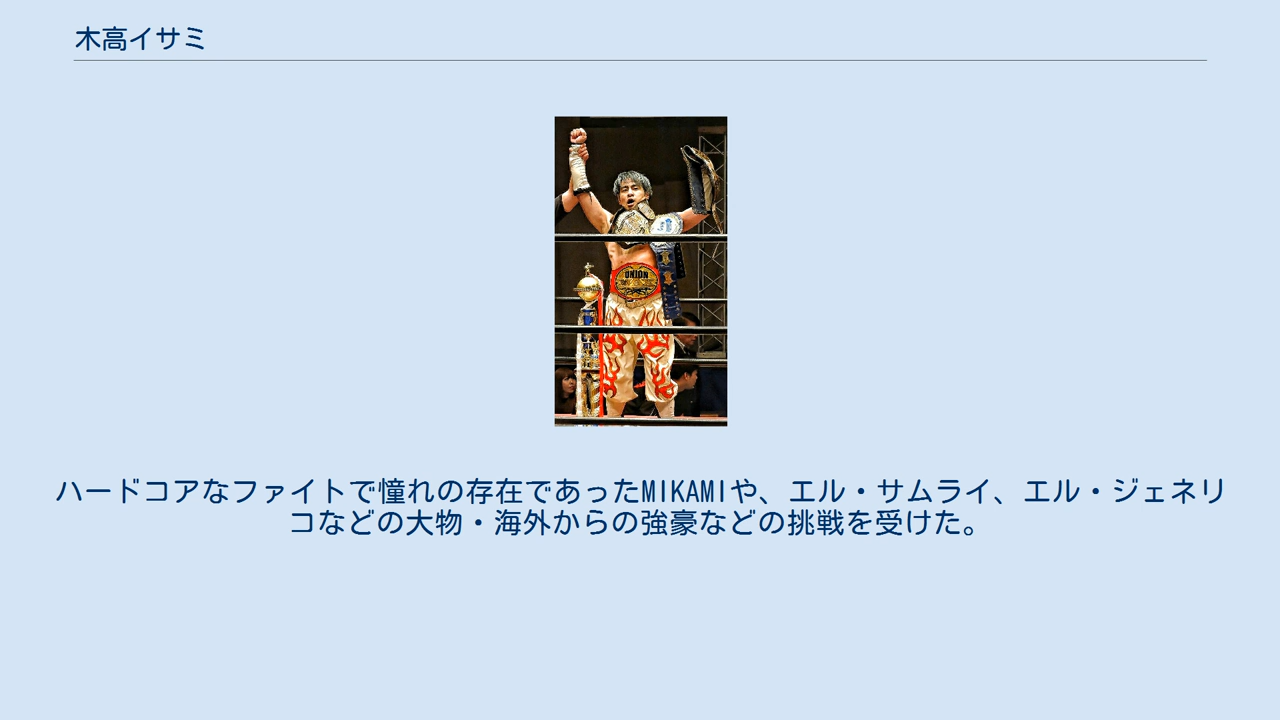 木高イサミ
UNION
ハードコアなファイトで憧れの存在であったMIKAMIや、エル・サムライ、エル・ジェネリ
コなどの大物・海外からの強豪などの挑戦を受けた。